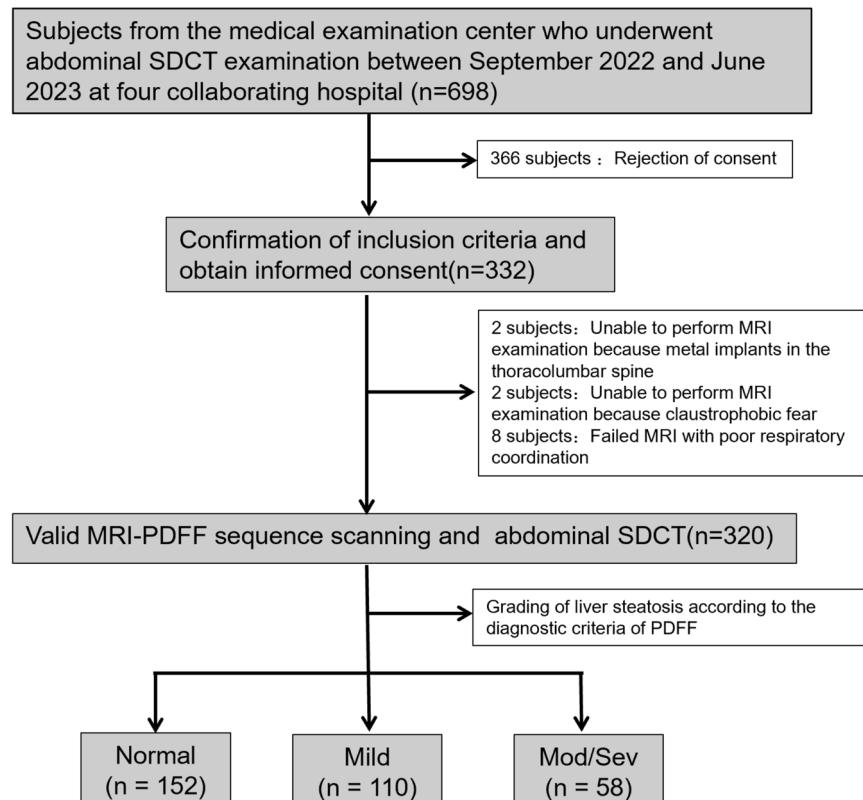 Subjects from the medical examination center who underwent
abdominal SDCT examination between September 2022 and June
2023 at four collaborating hospital (n=698)
366 subjects：Rejection of consent
Confirmation of inclusion criteria and
obtain informed consent(n=332)
2 subjects：Unable to perform MRI
examination because metal implants in the
thoracolumbar spine
2 subjects：Unable to perform MRI
examination because claustrophobic fear
8 subjects：Failed MRI with poor respiratory
coordination
Valid MRI-PDFF sequence scanning and abdominal SDCT(n=320)
Grading of liver steatosis according to the
diagnostic criteria of PDFF
Normal
(n = 152)
Mild
(n = 110)
Mod/Sev
(n = 58)